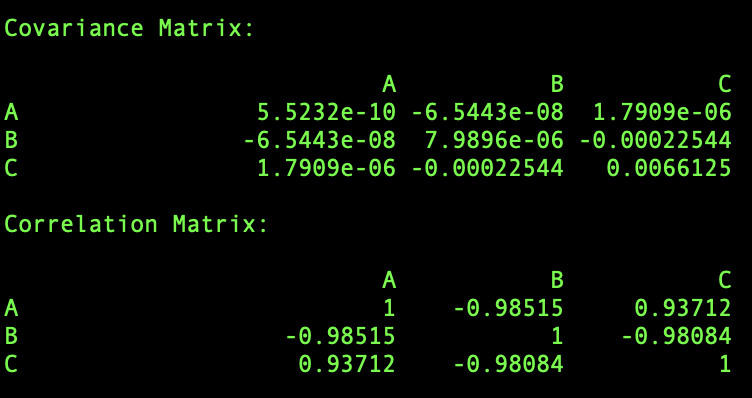 Covariance Matrix:
A B C
A 5.5232e-10 -6.5443e-08 1.7909e-06
B -6.5443e-08 7.9896e-06 -0.00022544
C 1.7909e-06 -0.00022544 0.0066125
Correlation Matrix:
A B C
A 1 -0.98515 0.93712
B -0.98515 1 -0.98084
C 0.93712 -0.98084 1